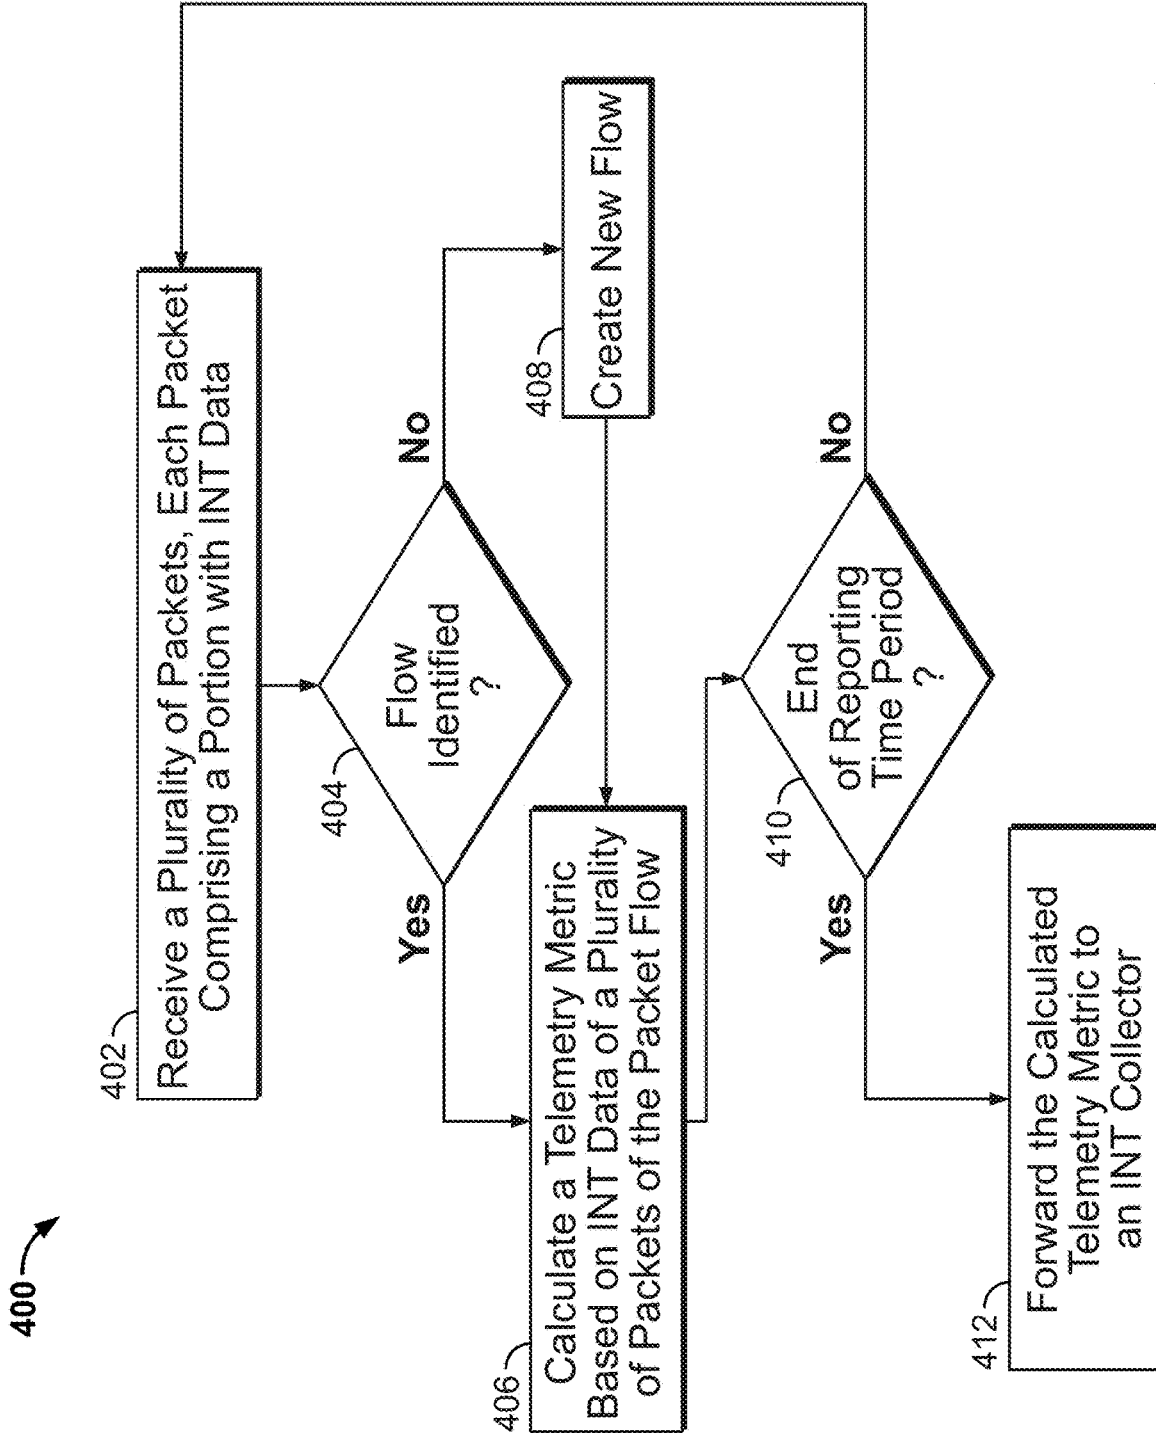 400
402
Receive a Plurality of Packets, Each Packet
Comprising a Portion with INT Data
404
Flow
Identified
?
Yes
No
408
Create New Flow
406
Calculate a Telemetry Metric
Based on INT Data of a Plurality
of Packets of the Packet Flow
410
End
of Reporting
Time Period
?
Yes
No
412
Forward the Calculated
Telemetry Metric to
an INT Collector